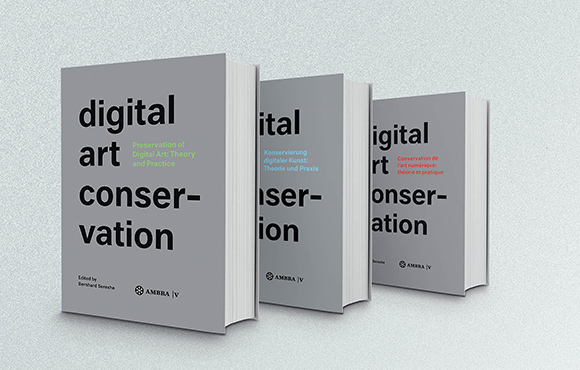 digital
art
conser-
vation
Preservation of
Digital Art: Theory
and Practice
Edited by
Bernhard Serexhe
AMBRA | V
ital
Konservierung
digitaler Kunst:
Theorie und Praxis
nser-
ion
AMBRA | V
igital
rt
Conservation de
l'art numérique:
théorie et pratique
onser-
ation
Serexhe
AMBRA | V